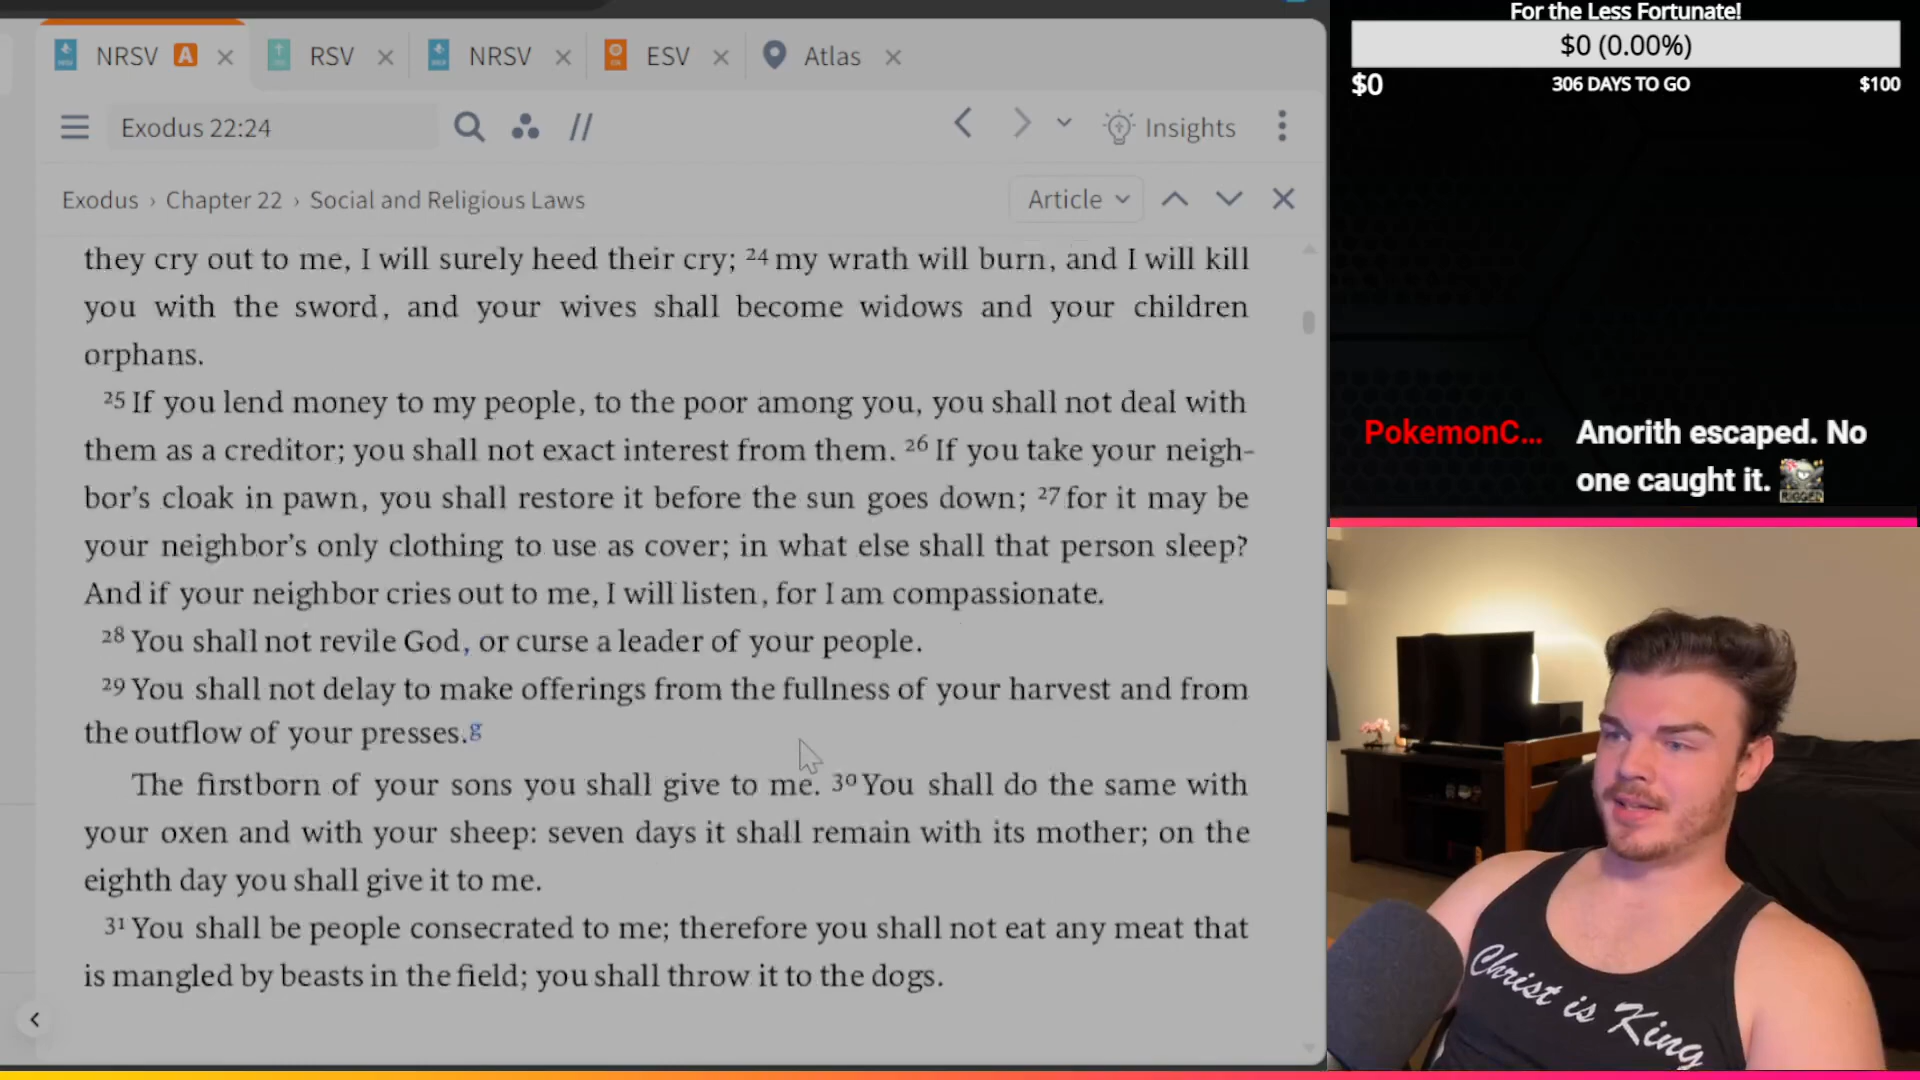 NRSV A
RSV
NRSV
ESV
Atlas
Exodus 22:24
Insights
Exodus › Chapter 22 › Social and Religious Laws
Article
they cry out to me, I will surely heed their cry; 24 my wrath will burn, and I will kill
you with the sword, and your wives shall become widows and your children
orphans.
25 If you lend money to my people, to the poor among you, you shall not deal with
them as a creditor; you shall not exact interest from them. 26 If you take your neigh-
bor's cloak in pawn, you shall restore it before the sun goes down; 27 for it may be
your neighbor's only clothing to use as cover; in what else shall that person sleep?
And if your neighbor cries out to me, I will listen, for I am compassionate.
28 You shall not revile God, or curse a leader of your people.
29 You shall not delay to make offerings from the fullness of your harvest and from
the outflow of your presses.g
The firstborn of your sons you shall give to me. 30 You shall do the same with
your oxen and with your sheep: seven days it shall remain with its mother; on the
eighth day you shall give it to me.
31 You shall be people consecrated to me; therefore you shall not eat any meat that
is mangled by beasts in the field; you shall throw it to the dogs.
For the Less Fortunate!
$0 (0.00%)
$0 306 DAYS TO GO $100
PokemonC... Anorith escaped. No
one caught it.
RIGGED
Christ is King